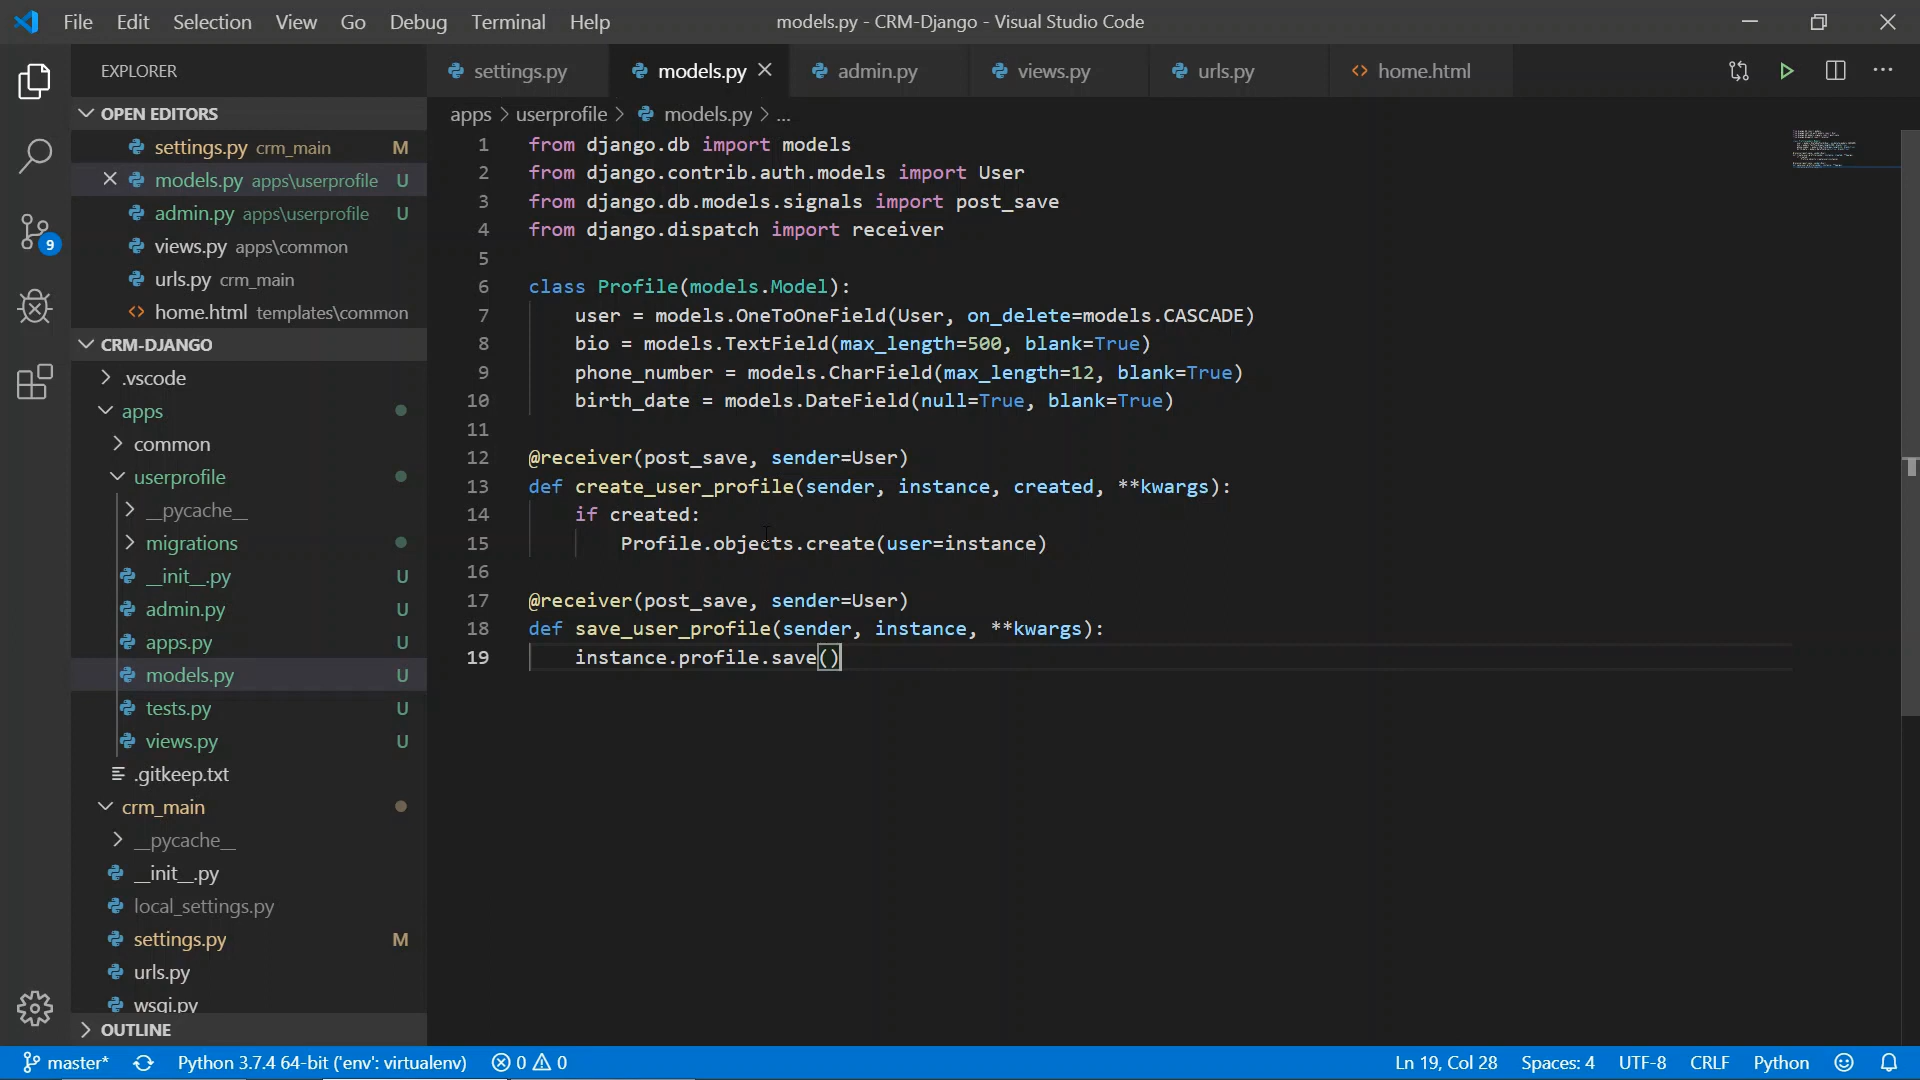 File Edit Selection View Go Debug Terminal Help models.py - CRM-Django - Visual Studio Code
EXPLORER
OPEN EDITORS
settings.py crm_main M
models.py apps\userprofile U
admin.py apps\userprofile U
views.py apps\common
urls.py crm_main
home.html templates\common
CRM-DJANGO
.vscode
apps
common
userprofile
__pycache__
migrations
__init__.py U
admin.py U
apps.py U
models.py U
tests.py U
views.py U
.gitkeep.txt
crm_main
__pycache__
__init__.py
local_settings.py
settings.py M
urls.py
wsgi.py
OUTLINE
9
settings.py models.py admin.py views.py urls.py home.html
apps > userprofile > models.py > ...
1 from django.db import models
2 from django.contrib.auth.models import User
3 from django.db.models.signals import post_save
4 from django.dispatch import receiver
5
6 class Profile(models.Model):
7 user = models.OneToOneField(User, on_delete=models.CASCADE)
8 bio = models.TextField(max_length=500, blank=True)
9 phone_number = models.CharField(max_length=12, blank=True)
10 birth_date = models.DateField(null=True, blank=True)
11
12 @receiver(post_save, sender=User)
13 def create_user_profile(sender, instance, created, **kwargs):
14 if created:
15 Profile.objects.create(user=instance)
16
17 @receiver(post_save, sender=User)
18 def save_user_profile(sender, instance, **kwargs):
19 instance.profile.save()
master* Python 3.7.4 64-bit ('env': virtualenv) 0 0 Ln 19, Col 28 Spaces: 4 UTF-8 CRLF Python